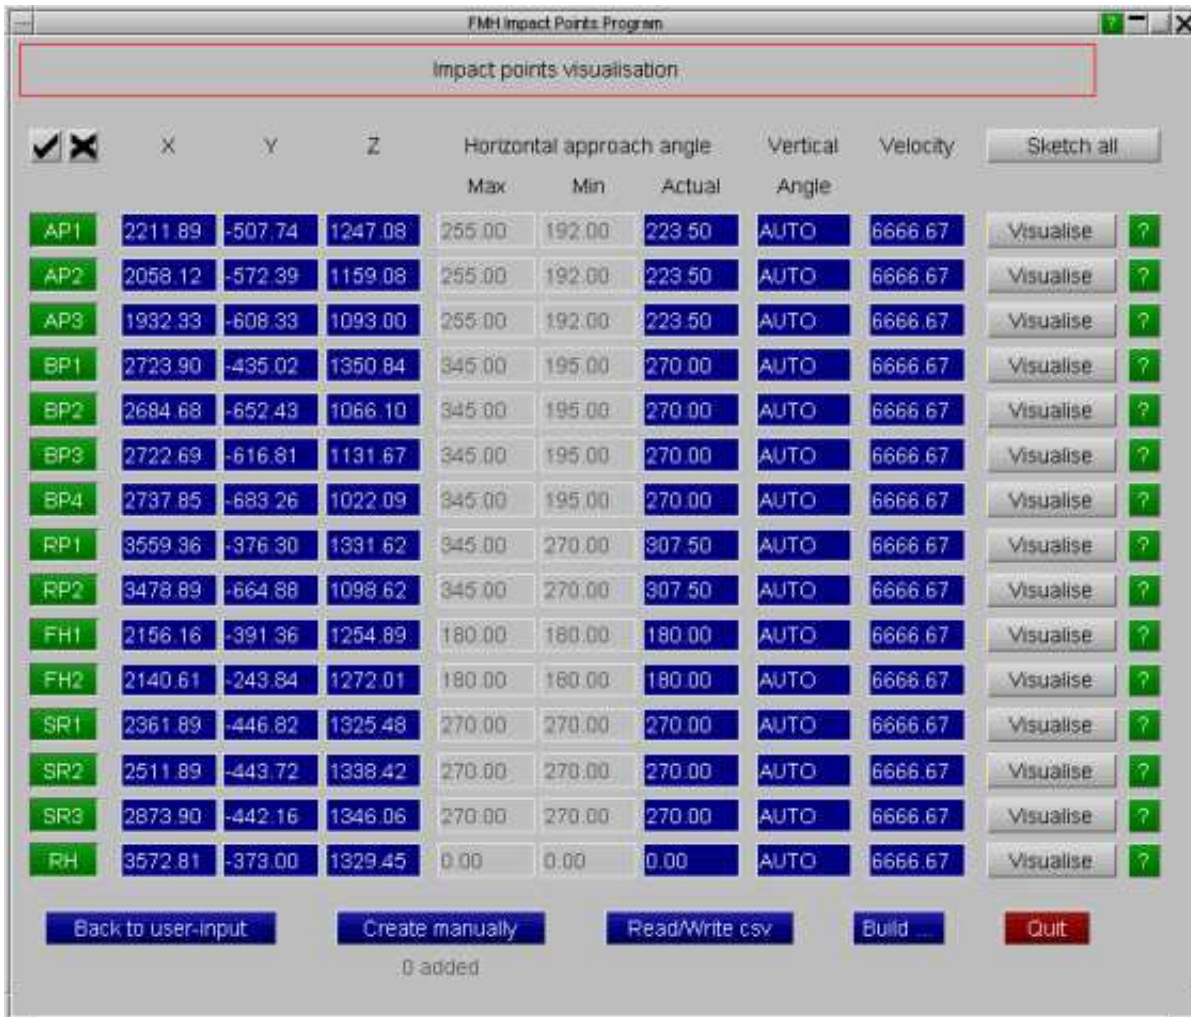 FMH Impact Points Program
?
Impact points visualisation
X Y Z Horizontal approach angle Vertical Velocity Sketch all
Max Min Actual Angle
AP1 2211.89 -507.74 1247.08 255.00 192.00 223.50 AUTO 6666.67 Visualise ?
AP2 2058.12 -572.39 1159.08 255.00 192.00 223.50 AUTO 6666.67 Visualise ?
AP3 1932.33 -608.33 1093.00 255.00 192.00 223.50 AUTO 6666.67 Visualise ?
BP1 2723.90 -435.02 1350.84 345.00 195.00 270.00 AUTO 6666.67 Visualise ?
BP2 2684.68 -652.43 1066.10 345.00 195.00 270.00 AUTO 6666.67 Visualise ?
BP3 2722.69 -616.81 1131.67 345.00 195.00 270.00 AUTO 6666.67 Visualise ?
BP4 2737.85 -683.26 1022.09 345.00 195.00 270.00 AUTO 6666.67 Visualise ?
RP1 3559.36 -376.30 1331.62 345.00 270.00 307.50 AUTO 6666.67 Visualise ?
RP2 3478.89 -664.88 1098.62 345.00 270.00 307.50 AUTO 6666.67 Visualise ?
FH1 2156.16 -391.36 1254.89 180.00 180.00 180.00 AUTO 6666.67 Visualise ?
FH2 2140.61 -243.84 1272.01 180.00 180.00 180.00 AUTO 6666.67 Visualise ?
SR1 2361.89 -446.82 1325.48 270.00 270.00 270.00 AUTO 6666.67 Visualise ?
SR2 2511.89 -443.72 1338.42 270.00 270.00 270.00 AUTO 6666.67 Visualise ?
SR3 2873.90 -442.16 1346.06 270.00 270.00 270.00 AUTO 6666.67 Visualise ?
RH 3572.81 -373.00 1329.45 0.00 0.00 0.00 AUTO 6666.67 Visualise ?
Back to user-input Create manually Read/Write csv Build ... Quit
0 added